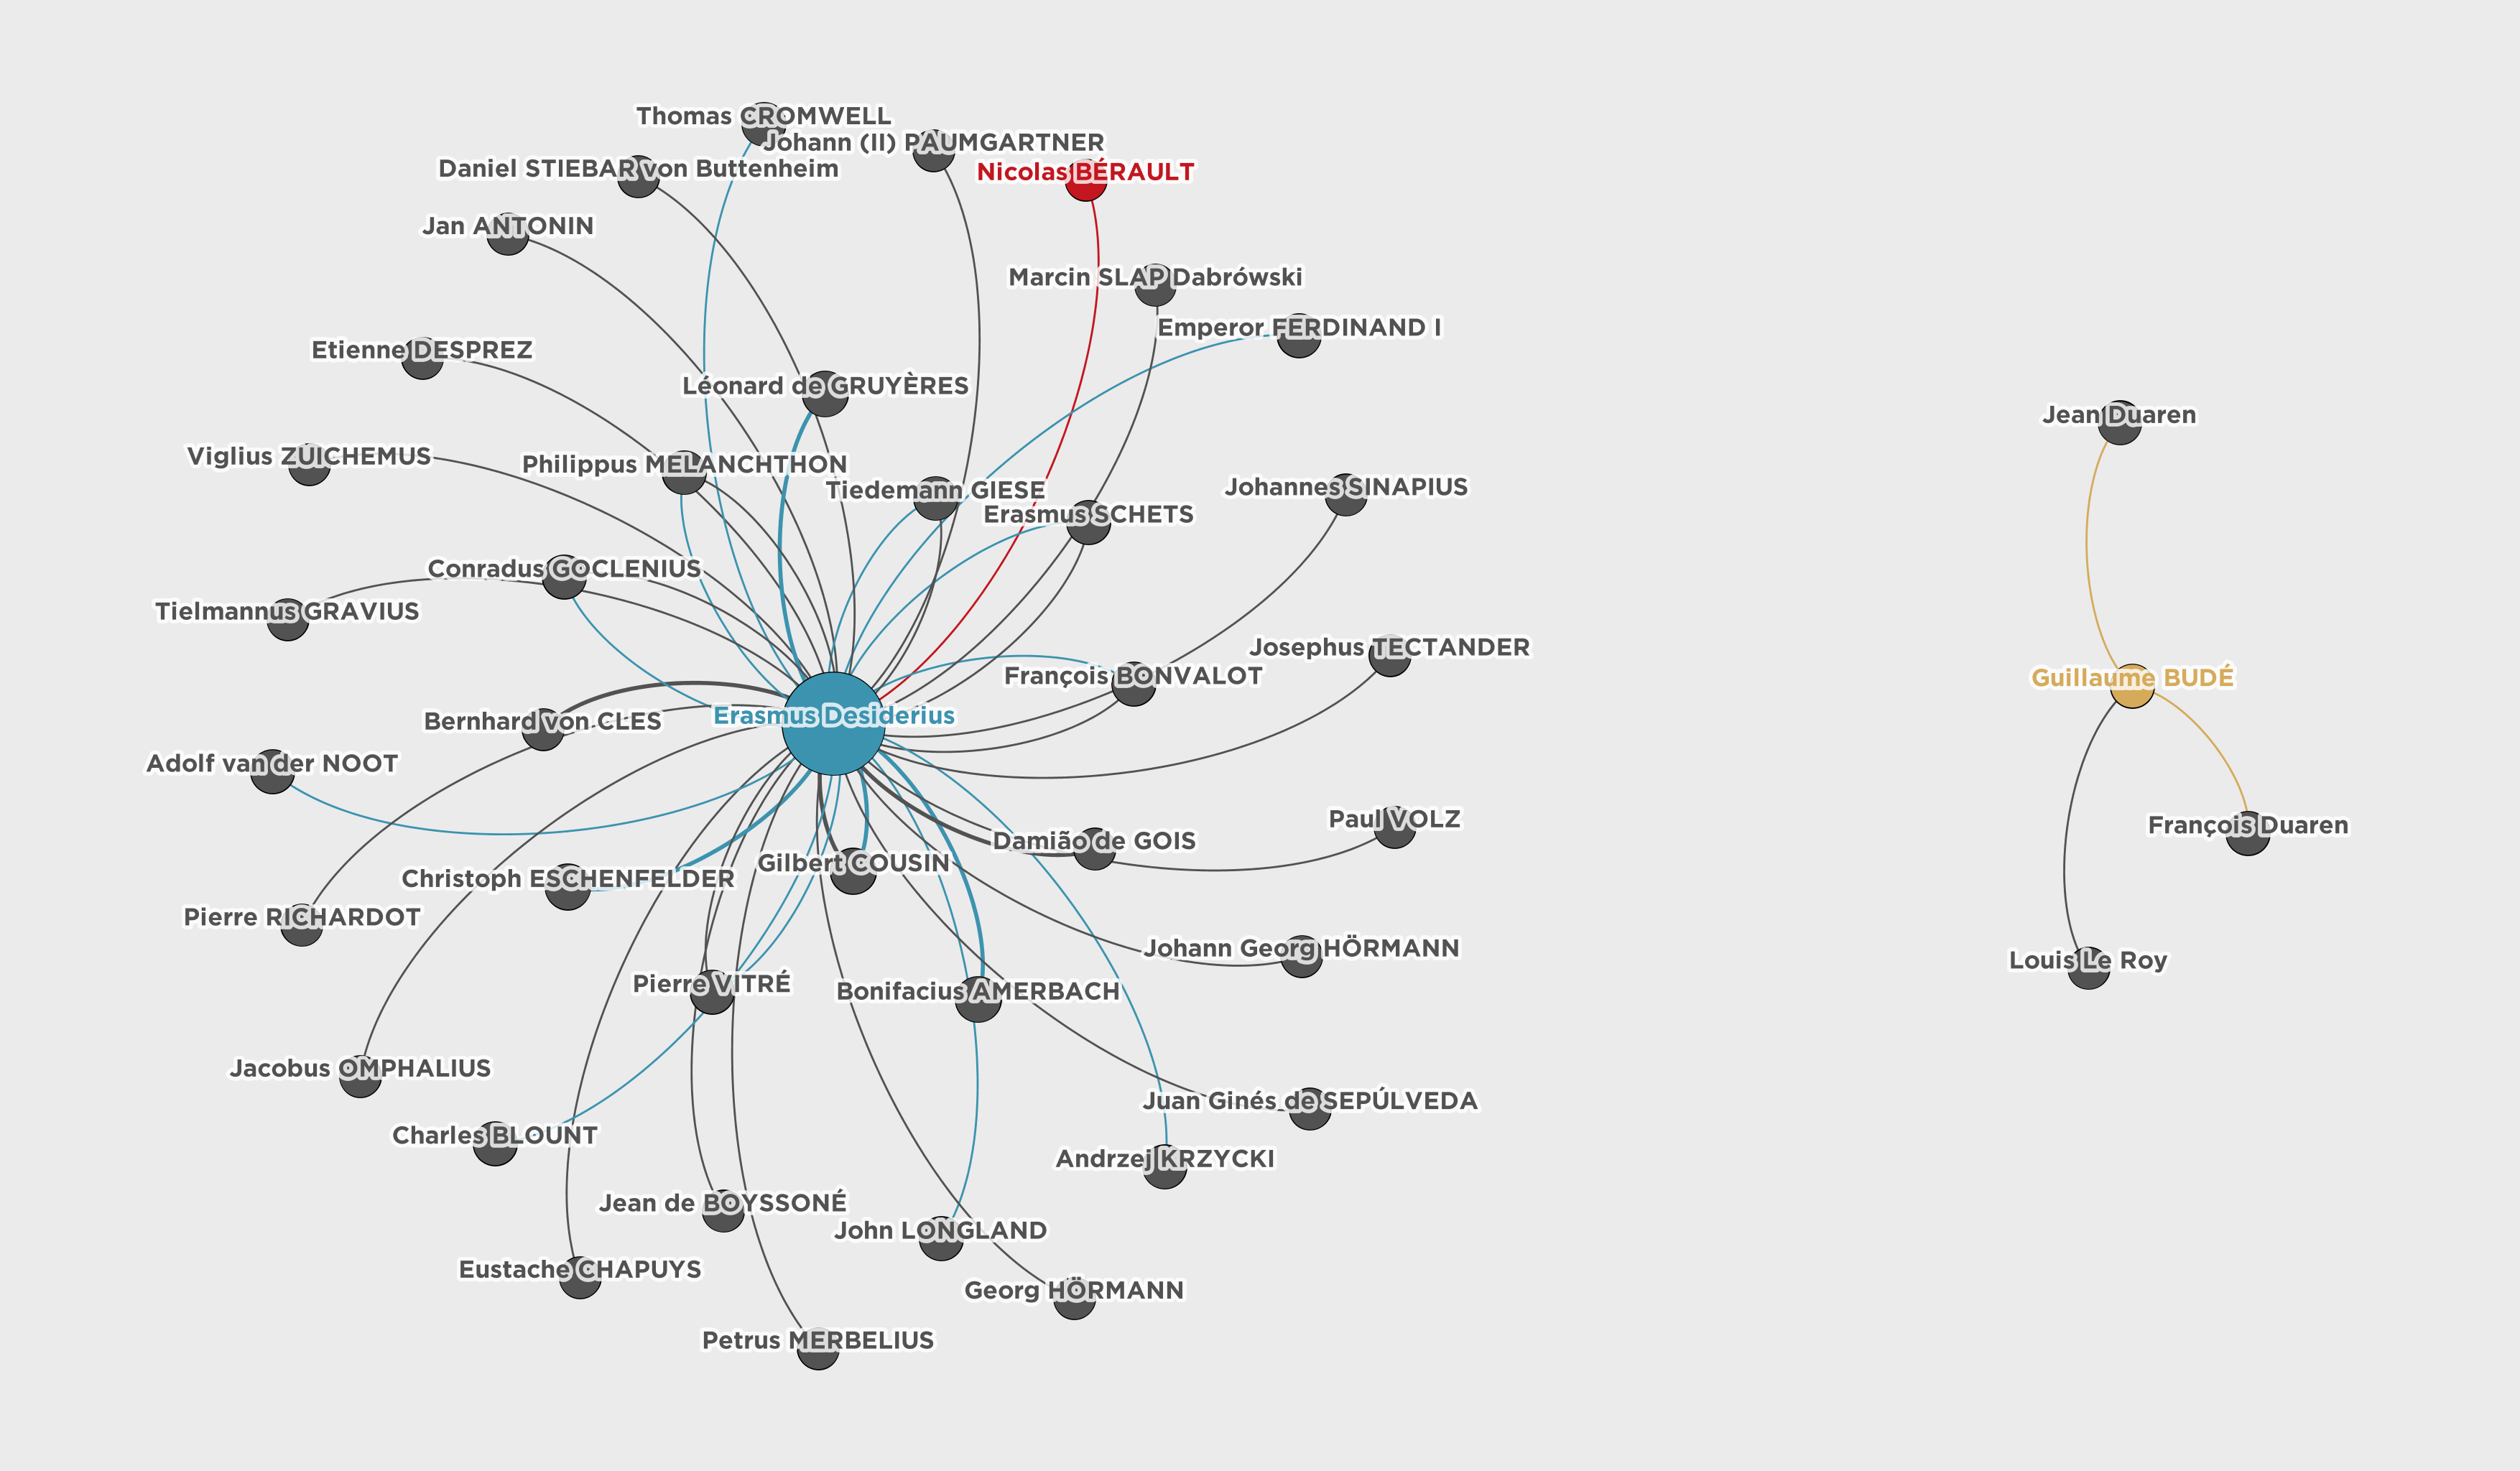 Thomas CROMWELL
Johann (II) PAUMGARTNER
Daniel STIEBAR von Buttenheim
Nicolas BÉRAULT
Jan ANTONIN
Marcin SLAP Dabrówski
Emperor FERDINAND I
Etienne DESPREZ
Léonard de GRUYÈRES
Jean Duaren
Viglius ZUICHEMUS
Philippus MELANCHTHON
Tiedemann GIESE
Johannes SINAPIUS
Erasmus SCHETS
Conradus GOCLENIUS
Tielmannus GRAVIUS
Josephus TECTANDER
François BONVALOT
Guillaume BUDÉ
Erasmus Desiderius
Bernhard von CLES
Adolf van der NOOT
Paul VOLZ
François Duaren
Damião de GOIS
Gilbert COUSIN
Christoph ESCHENFELDER
Pierre RICHARDOT
Johann Georg HÖRMANN
Louis Le Roy
Pierre VITRÉ
Bonifacius AMERBACH
Jacobus OMPHALIUS
Juan Ginés de SEPÚLVEDA
Charles BLOUNT
Andrzej KRZYCKI
Jean de BOYSSONÉ
John LONGLAND
Eustache CHAPUYS
Georg HÖRMANN
Petrus MERBELIUS